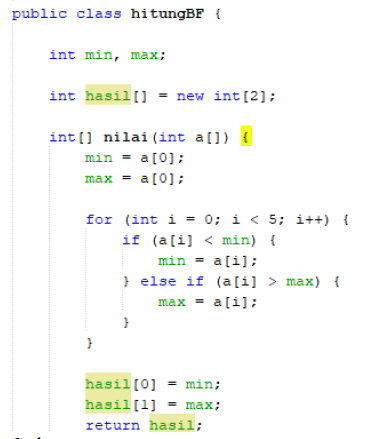 public class hitungBF {
int min, max;
int hasil[] = new int[2];
int[] nilai(int a[]) {
min = a[0];
max = a[0];
for (int i = 0; i < 5; i++) {
if (a[i] < min) {
min = a[i];
} else if (a[i] > max) {
max = a[i];
}
}
hasil[0] = min;
hasil[1] = max;
return hasil;